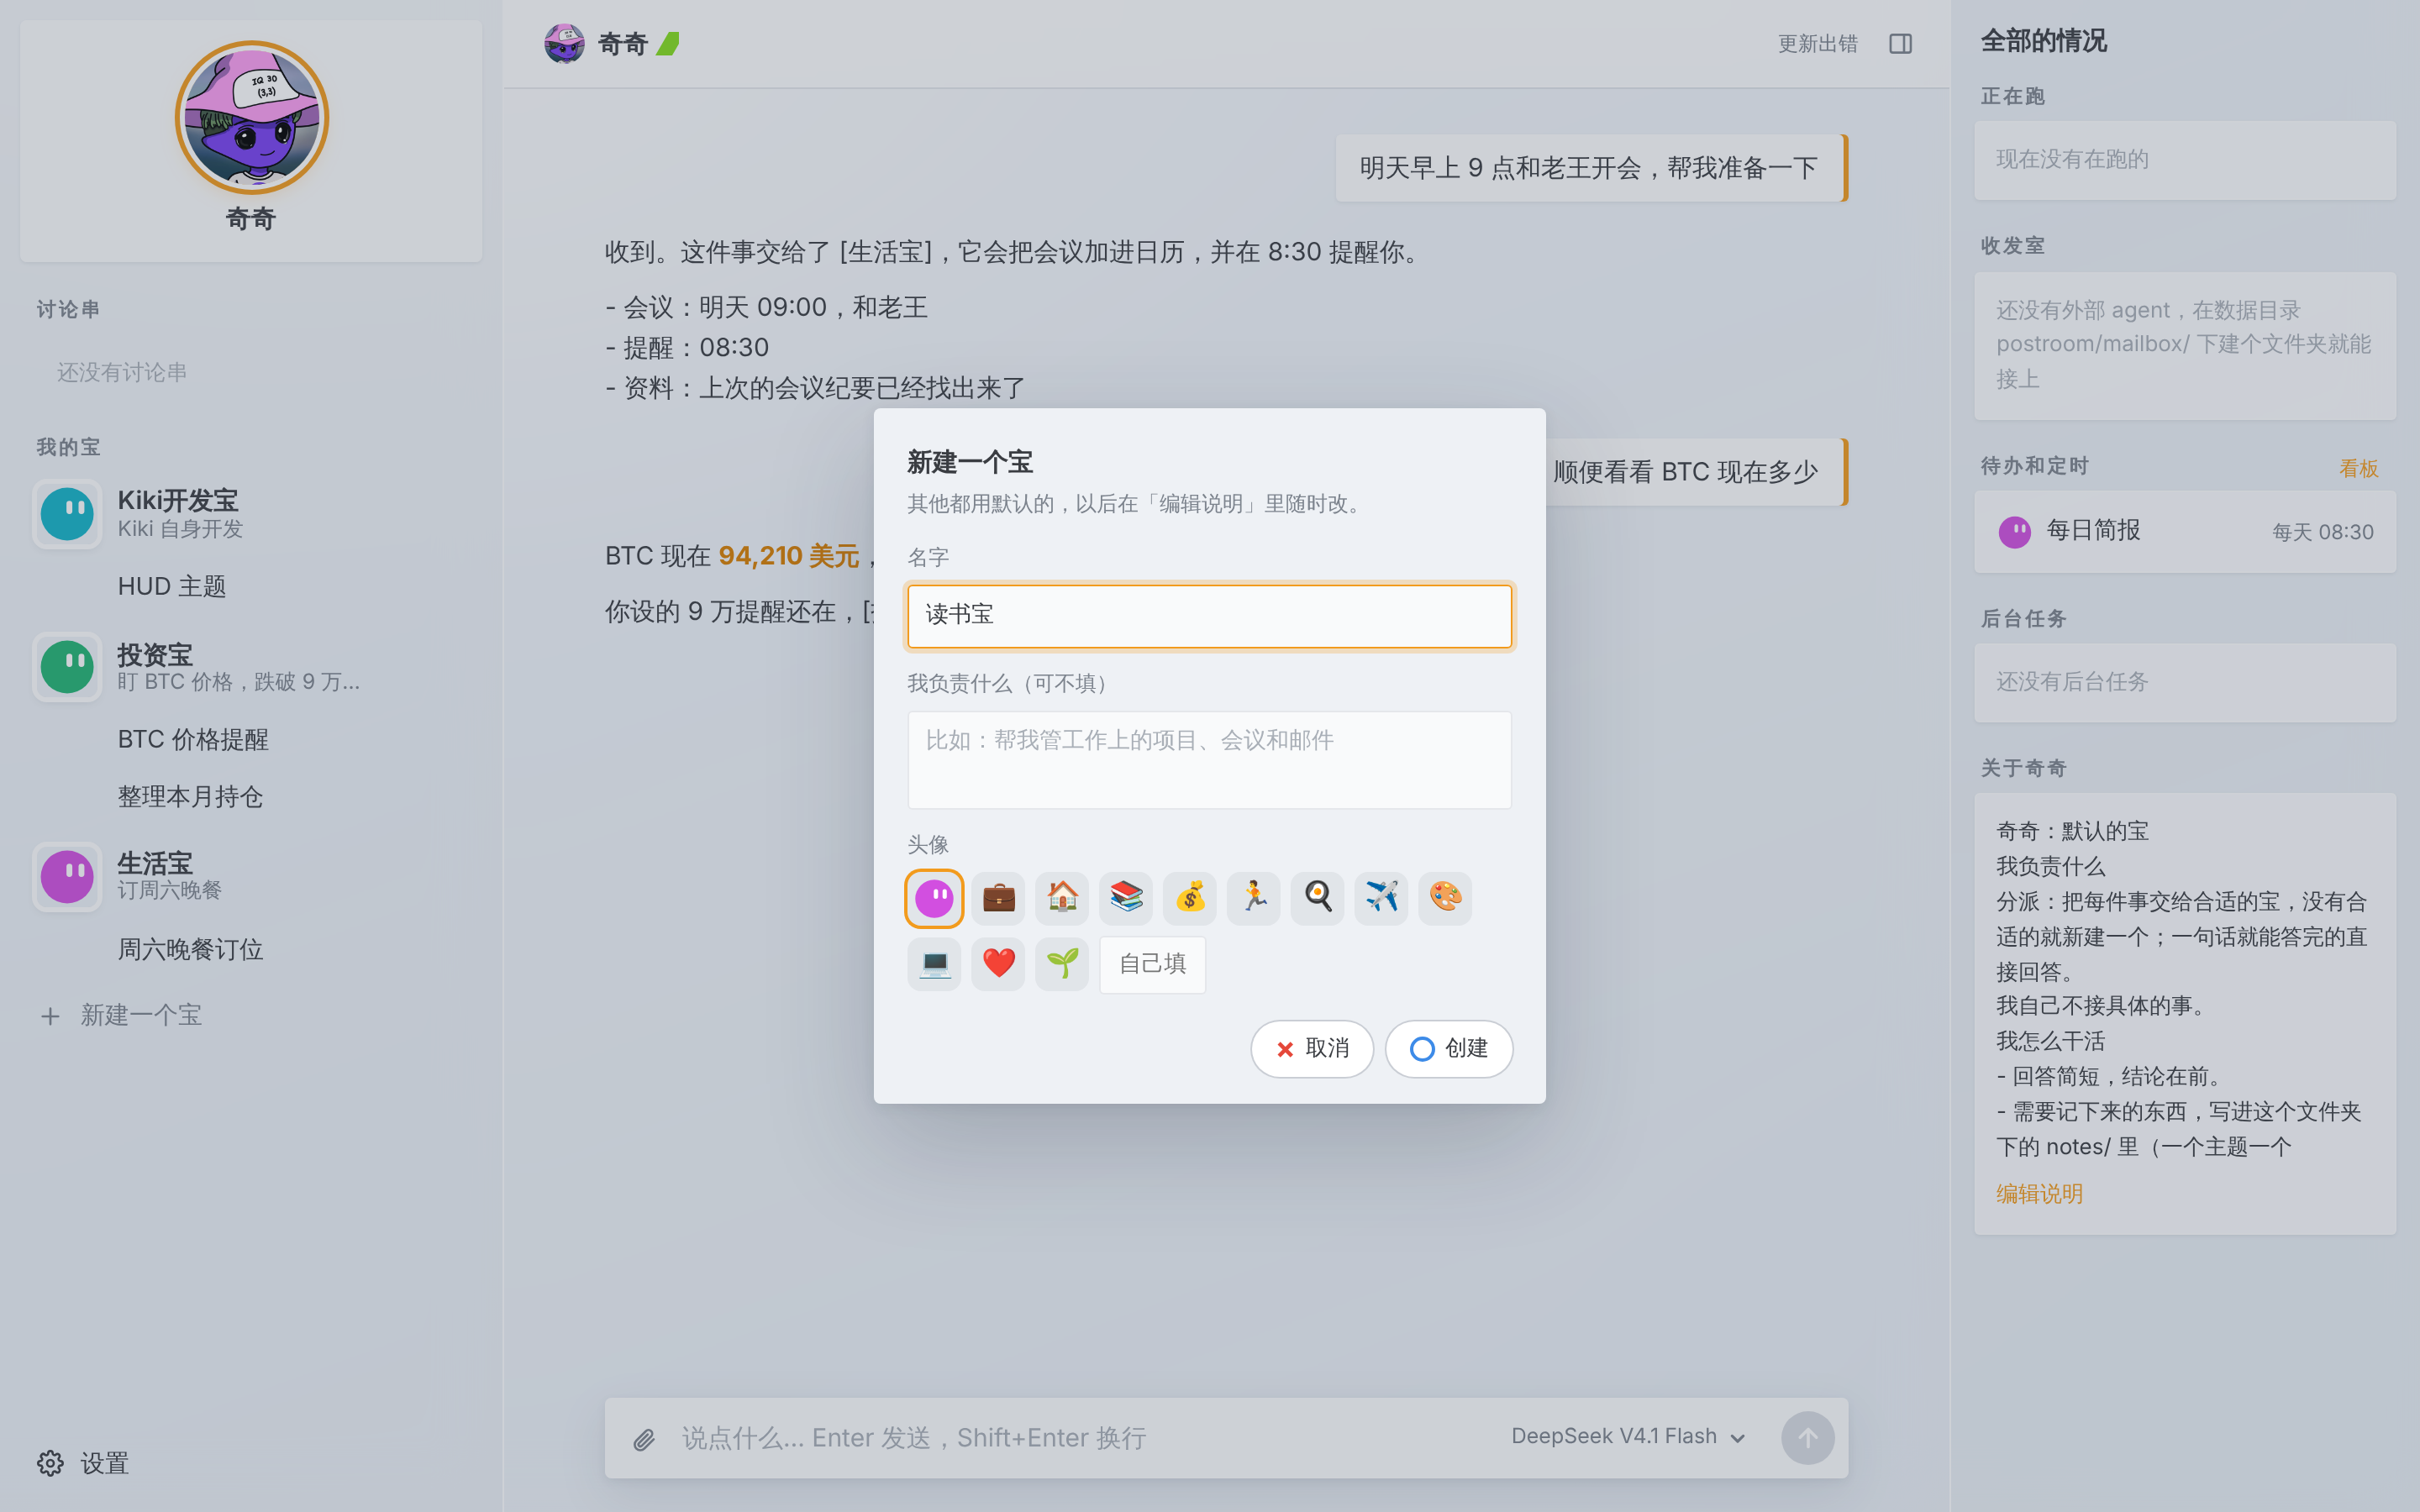 IQ 30
(3,3)
奇奇
讨论串
还没有讨论串
我的宝
Kiki开发宝
Kiki 自身开发
HUD 主题
投资宝
盯 BTC 价格，跌破 9 万...
BTC 价格提醒
整理本月持仓
生活宝
订周六晚餐
周六晚餐订位
新建一个宝
设置
奇奇
更新出错
明天早上 9 点和老王开会，帮我准备一下
收到。这件事交给了 [生活宝]，它会把会议加进日历，并在 8:30 提醒你。
- 会议：明天 09:00，和老王
- 提醒：08:30
- 资料：上次的会议纪要已经找出来了
顺便看看 BTC 现在多少
BTC 现在 94,210 美元，
你设的 9 万提醒还在，[
新建一个宝
其他都用默认的，以后在「编辑说明」里随时改。
名字
读书宝
我负责什么（可不填）
比如：帮我管工作上的项目、会议和邮件
头像
自己填
取消
创建
说点什么... Enter 发送，Shift+Enter 换行
DeepSeek V4.1 Flash
全部的情况
正在跑
现在没有在跑的
收发室
还没有外部 agent，在数据目录
postroom/mailbox/ 下建个文件夹就能
接上
待办和定时
看板
每日简报
每天 08:30
后台任务
还没有后台任务
关于奇奇
奇奇：默认的宝
我负责什么
分派：把每件事交给合适的宝，没有合
适的就新建一个；一句话就能答完的直
接回答。
我自己不接具体的事。
我怎么干活
- 回答简短，结论在前。
- 需要记下来的东西，写进这个文件夹
下的 notes/ 里（一个主题一个
编辑说明